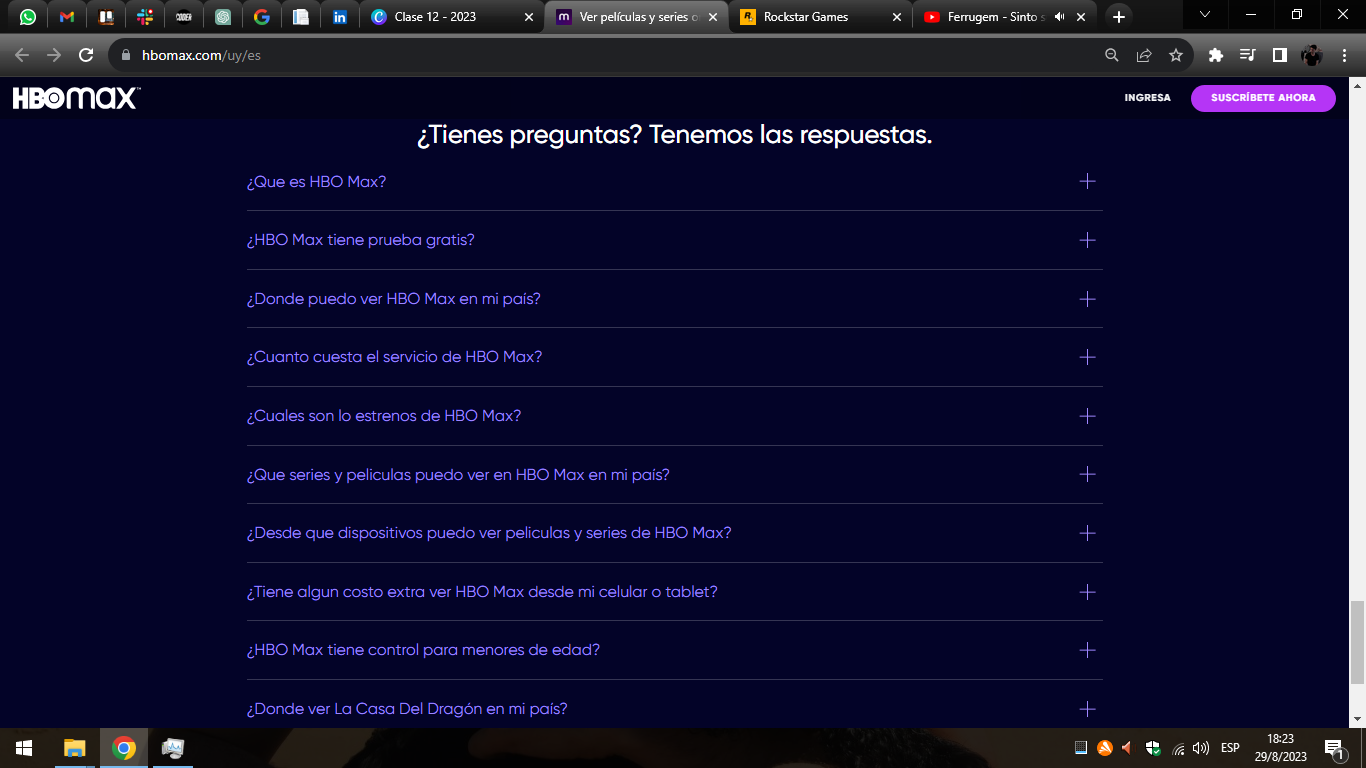 CODER
Clase 12 - 2023
Ver películas y series o
Rockstar Games
Ferrugem - Sinto s
hbomax.com/uy/es
HBOMAX
INGRESA
SUSCRÍBETE AHORA
¿Tienes preguntas? Tenemos las respuestas.
¿Que es HBO Max?
¿HBO Max tiene prueba gratis?
¿Donde puedo ver HBO Max en mi país?
¿Cuanto cuesta el servicio de HBO Max?
¿Cuales son lo estrenos de HBO Max?
¿Que series y peliculas puedo ver en HBO Max en mi país?
¿Desde que dispositivos puedo ver peliculas y series de HBO Max?
¿Tiene algun costo extra ver HBO Max desde mi celular o tablet?
¿HBO Max tiene control para menores de edad?
¿Donde ver La Casa Del Dragón en mi país?
ESP
18:23
29/8/2023
1